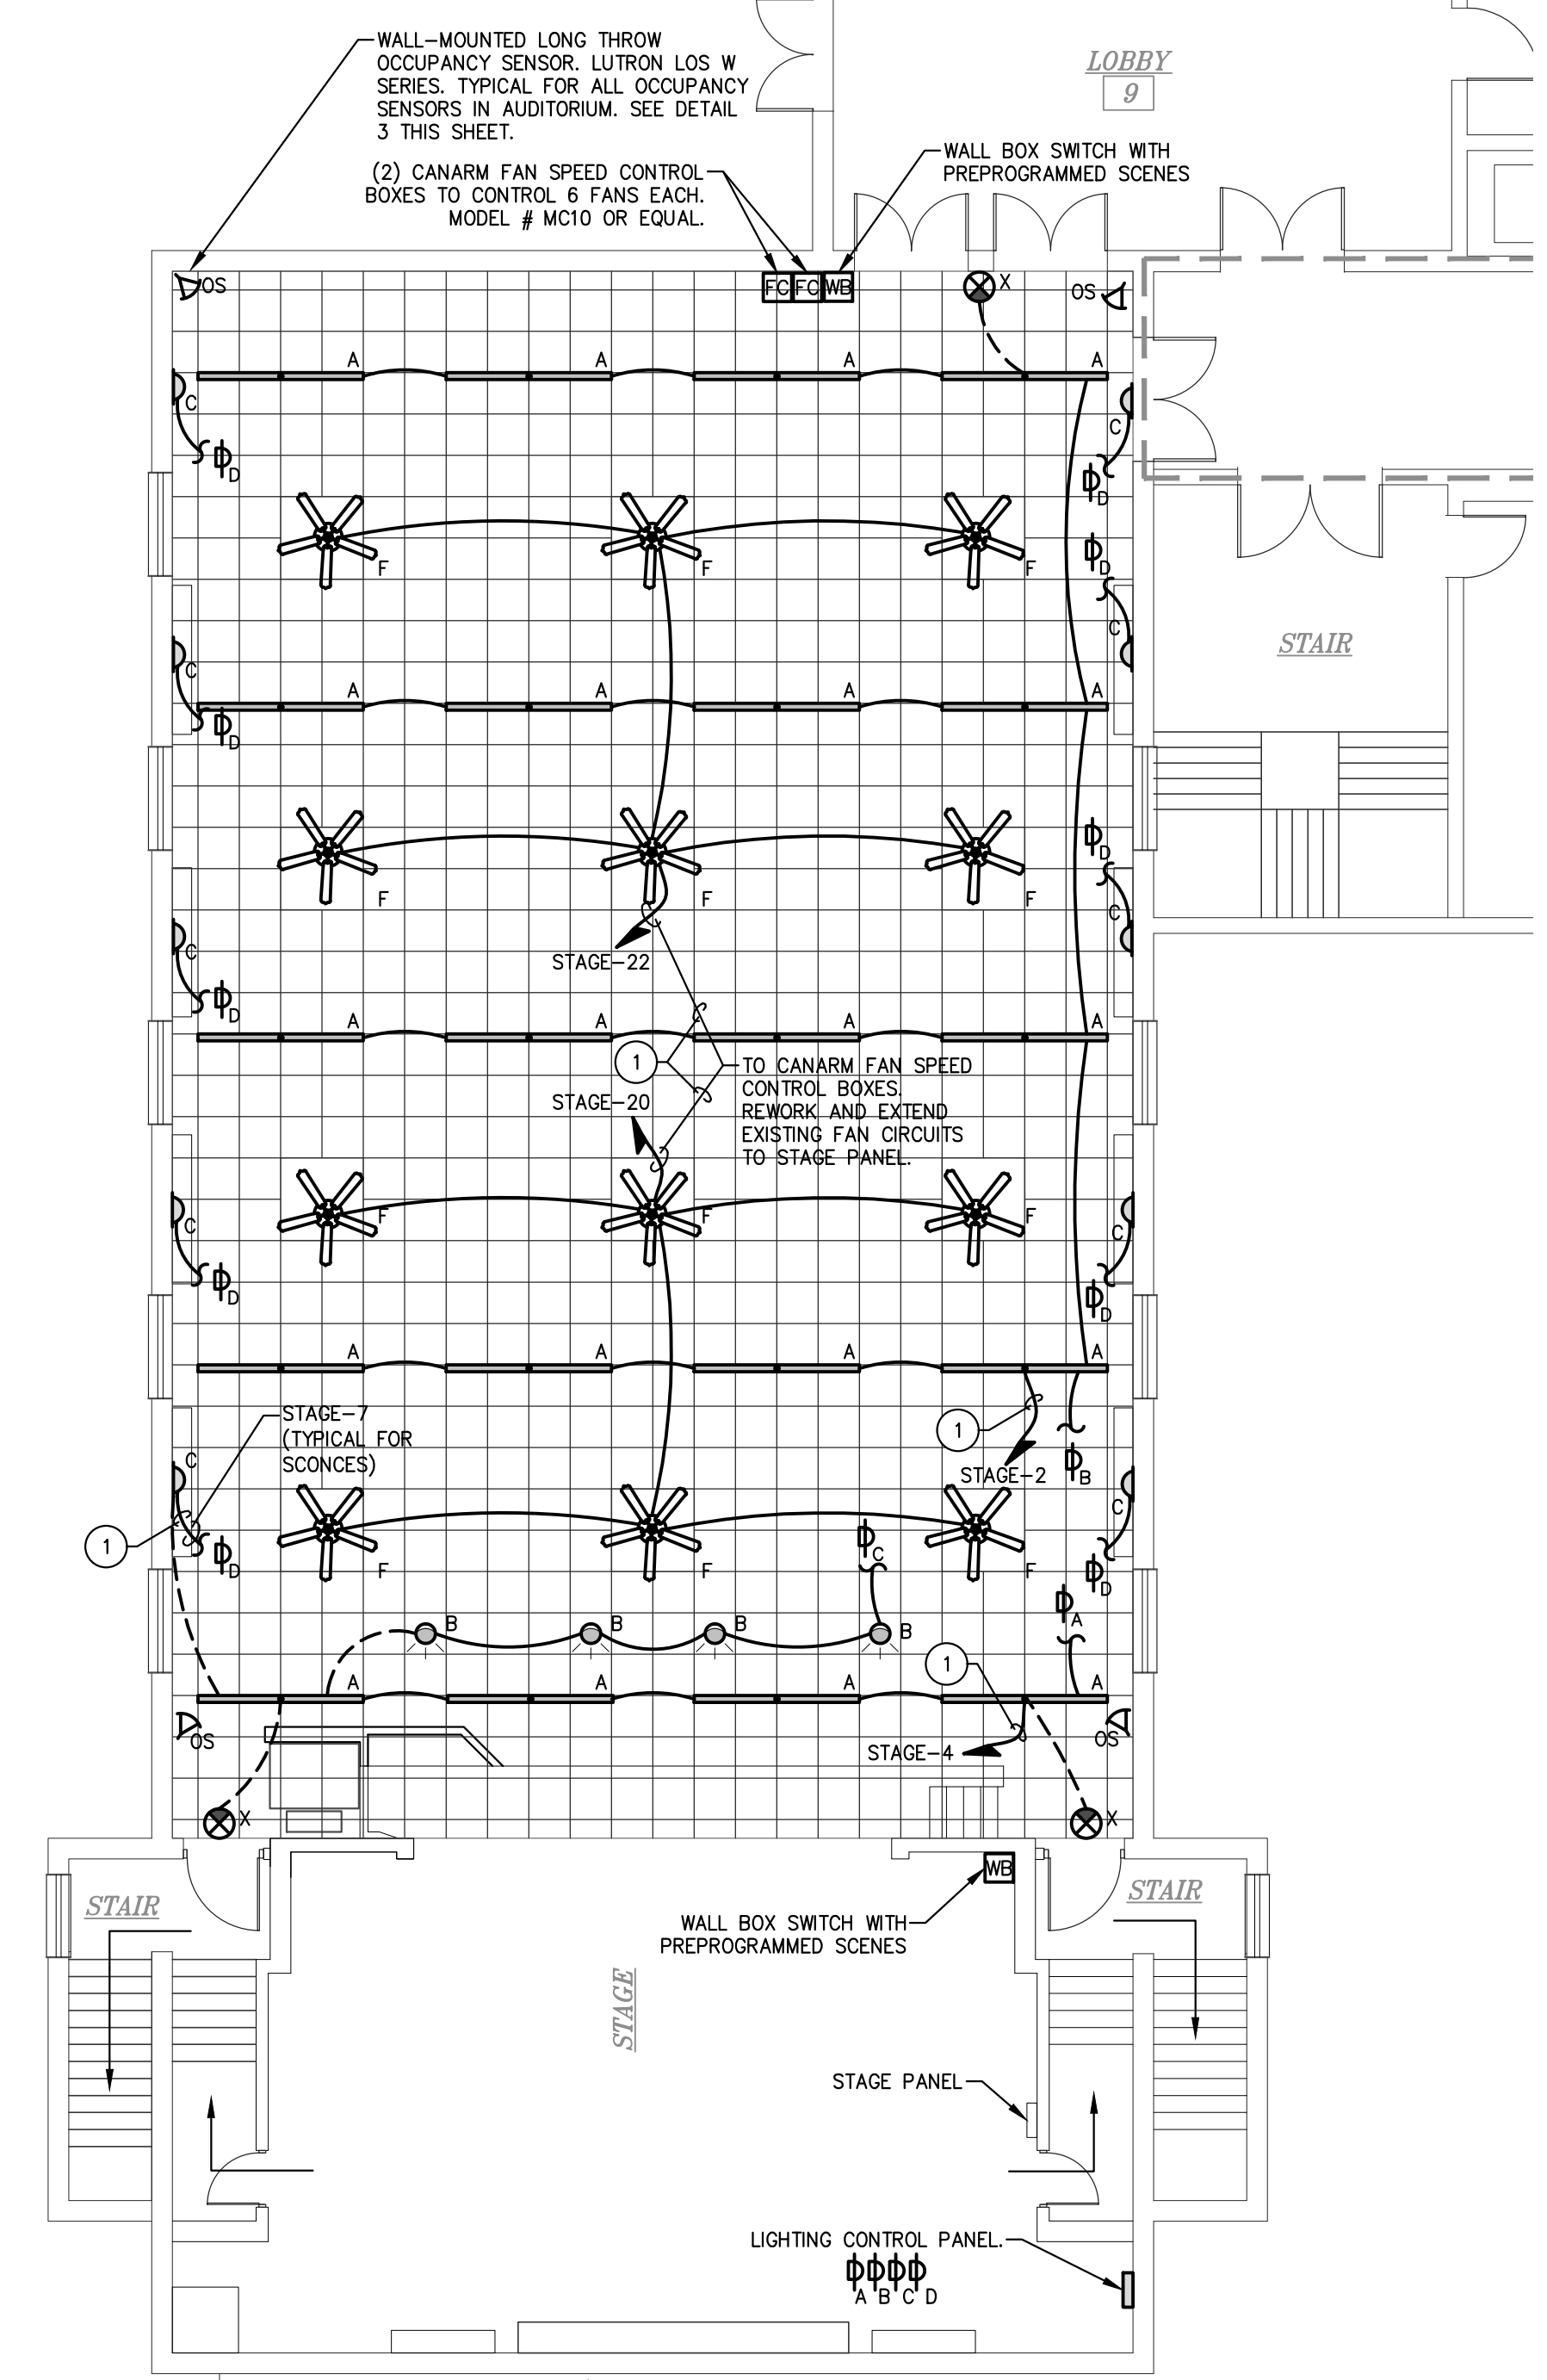 WALL-MOUNTED LONG THROW
OCCUPANCY SENSOR. LUTRON LOS W
SERIES. TYPICAL FOR ALL OCCUPANCY
SENSORS IN AUDITORIUM. SEE DETAIL
3 THIS SHEET.
LOBBY
9
(2) CANARM FAN SPEED CONTROL
BOXES TO CONTROL 6 FANS EACH.
MODEL # MC10 OR EQUAL.
WALL BOX SWITCH WITH
PREPROGRAMMED SCENES
OS
FC FC WB
X
OS
A A A A
C
C
D
D
F F F
D
C
C
STAIR
A A A A
D
D
F F F
C
C
STAGE-22
D
A A A A
1
TO CANARM FAN SPEED
CONTROL BOXES.
REWORK AND EXTEND
EXISTING FAN CIRCUITS
TO STAGE PANEL.
STAGE-20
F F F
C
C
D
D
A A A A
STAGE-7
(TYPICAL FOR
SCONCES)
1
STAGE-2
B
C
C
1
D
C
D
F F F
A
B B B B
1
A A A A
OS
OS
STAGE-4
X
X
WB
STAIR
STAIR
WALL BOX SWITCH WITH
PREPROGRAMMED SCENES
STAGE
STAGE PANEL
LIGHTING CONTROL PANEL.
A B C D